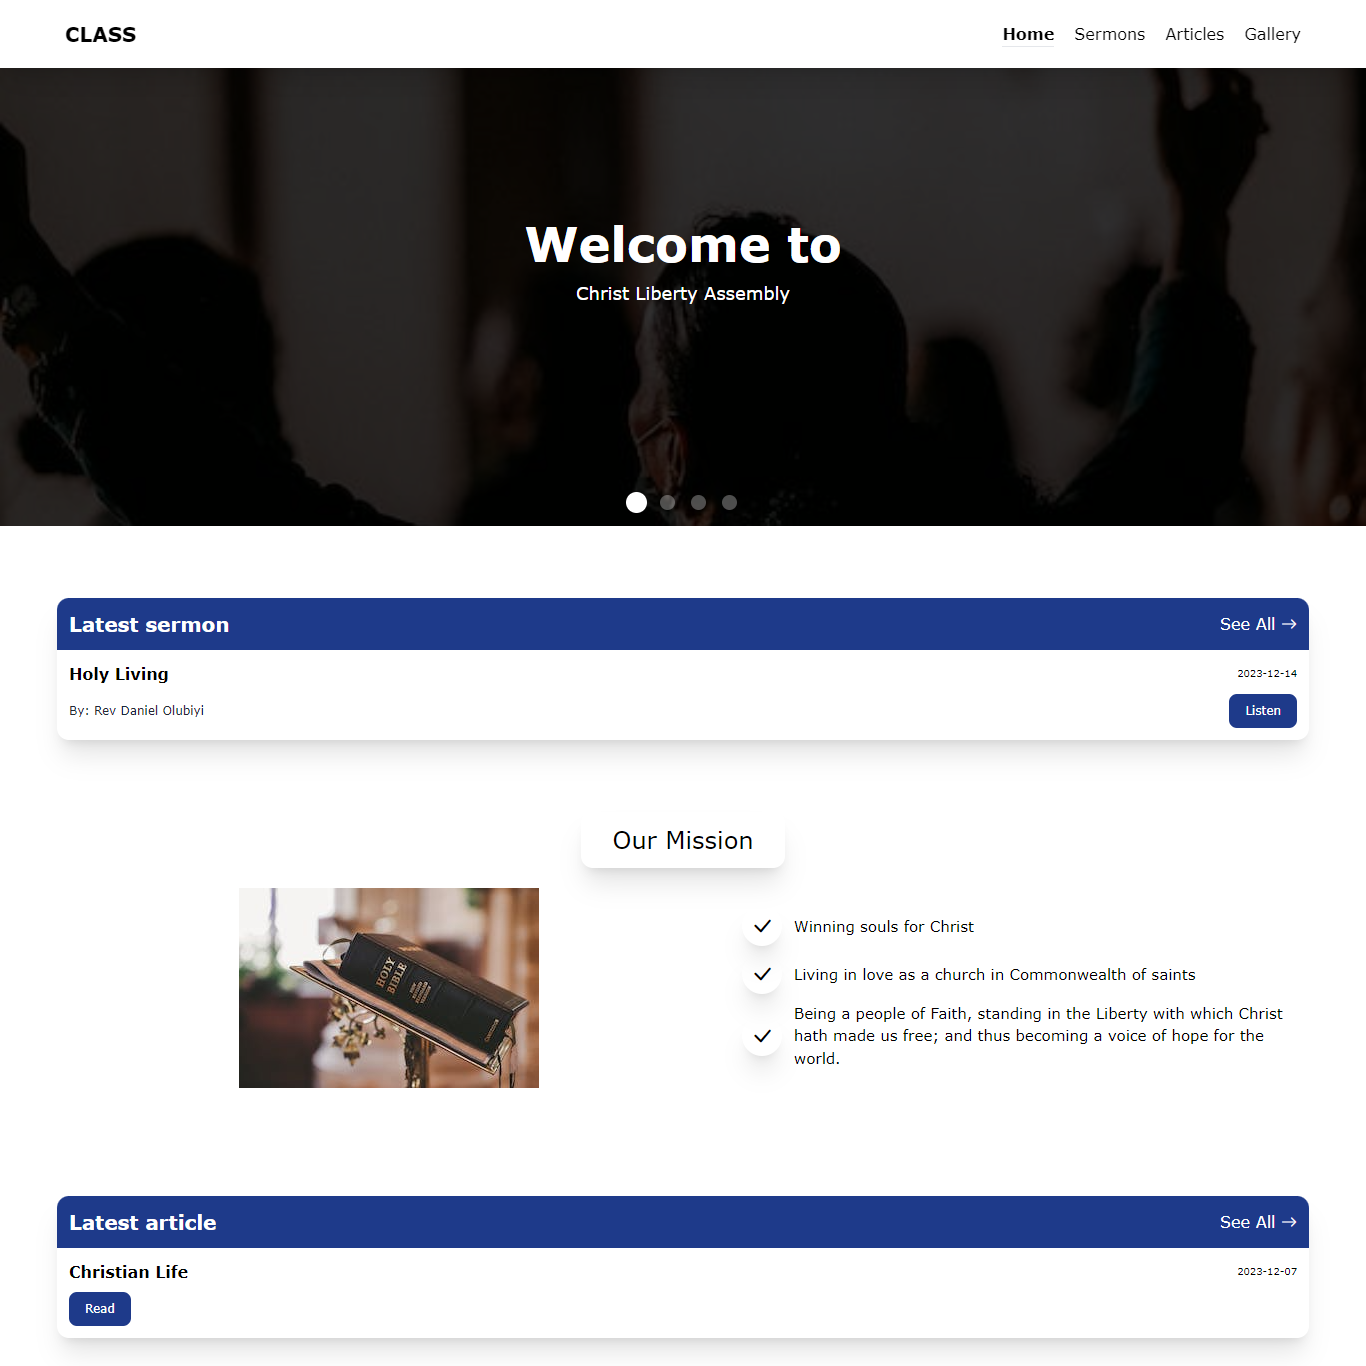 CLASS
Home Sermons Articles Gallery
Welcome to
Christ Liberty Assembly
Latest sermon
See All →
Holy Living
2023-12-14
By: Rev Daniel Olubiyi
Listen
Our Mission
HOLY
BIBLE
Winning souls for Christ
Living in love as a church in Commonwealth of saints
Being a people of Faith, standing in the Liberty with which Christ
hath made us free; and thus becoming a voice of hope for the
world.
Latest article
See All →
Christian Life
2023-12-07
Read